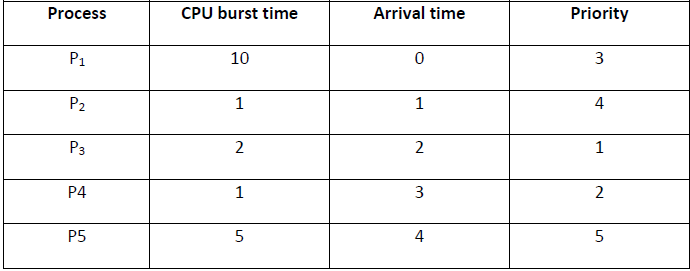 Process CPU burst time Arrival time Priority
P1 10 0 3
P2 1 1 4
P3 2 2 1
P4 1 3 2
P5 5 4 5